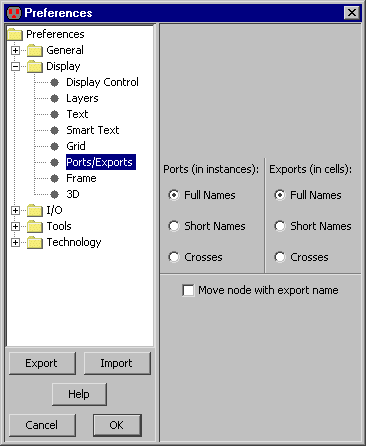 Preferences
Preferences
General
Display
Display Control
Layers
Text
Smart Text
Grid
Ports/Exports
Frame
3D
I/O
Tools
Technology
Export
Import
Help
Cancel
OK
Ports (in instances):
Full Names
Short Names
Crosses
Exports (in cells):
Full Names
Short Names
Crosses
Move node with export name